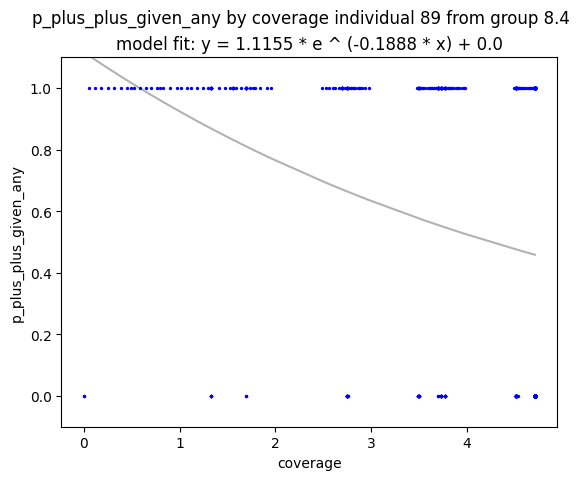 p_plus_plus_given_any by coverage individual 89 from group 8.4
model fit: y = 1.1155 * e ^ (-0.1888 * x) + 0.0
p_plus_plus_given_any
1.0
0.8
0.6
0.4
0.2
0.0
0 1 2 3 4
coverage